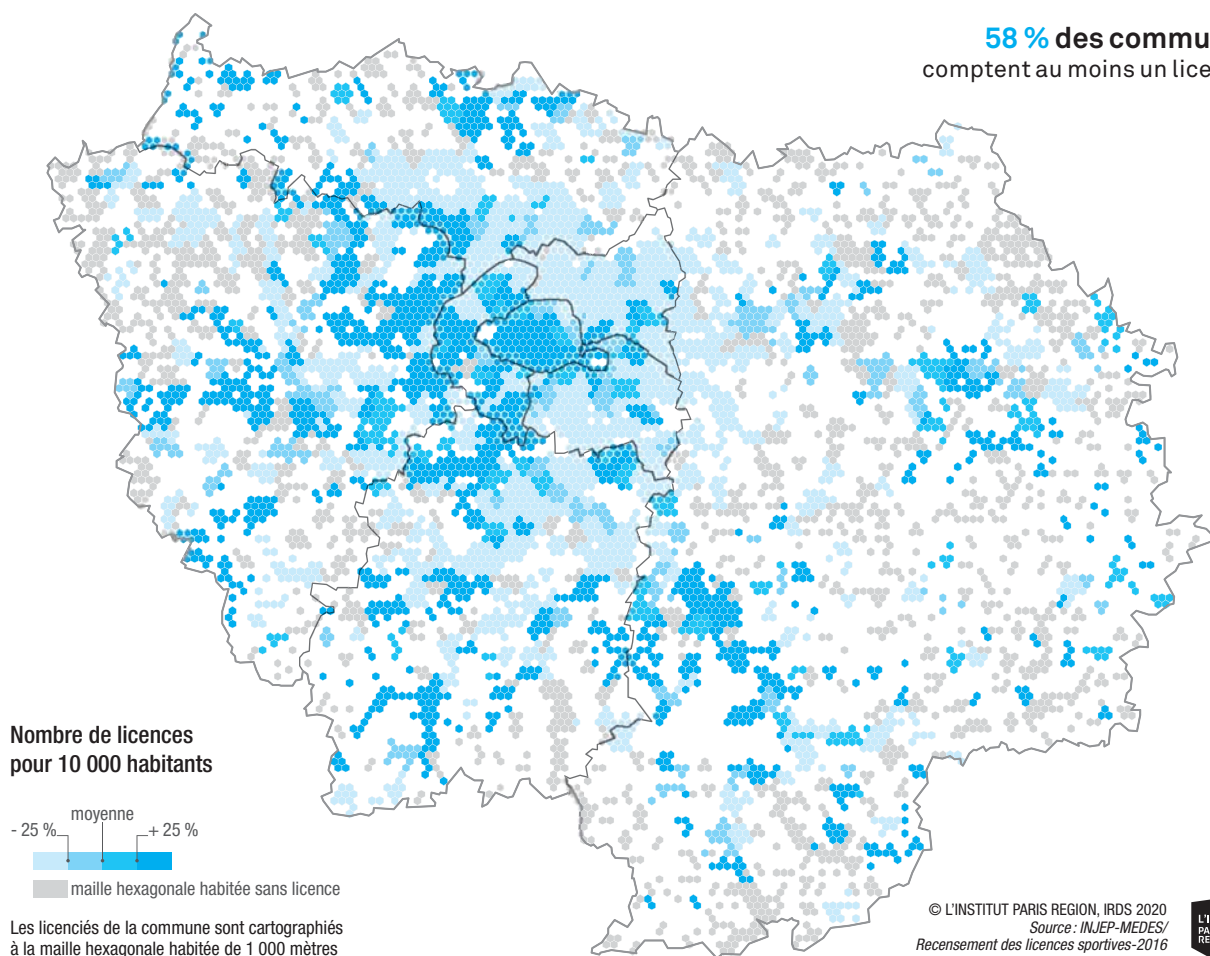 58 % des commu
comptent au moins un lice
Nombre de licences
pour 10 000 habitants
moyenne
- 25 %
+ 25 %
maille hexagonale habitée sans licence
Les licenciés de la commune sont cartographiés
à la maille hexagonale habitée de 1 000 mètres
© L'INSTITUT PARIS REGION, IRDS 2020
Source : INJEP-MEDES/
Recensement des licences sportives-2016
L'I
PA
RE